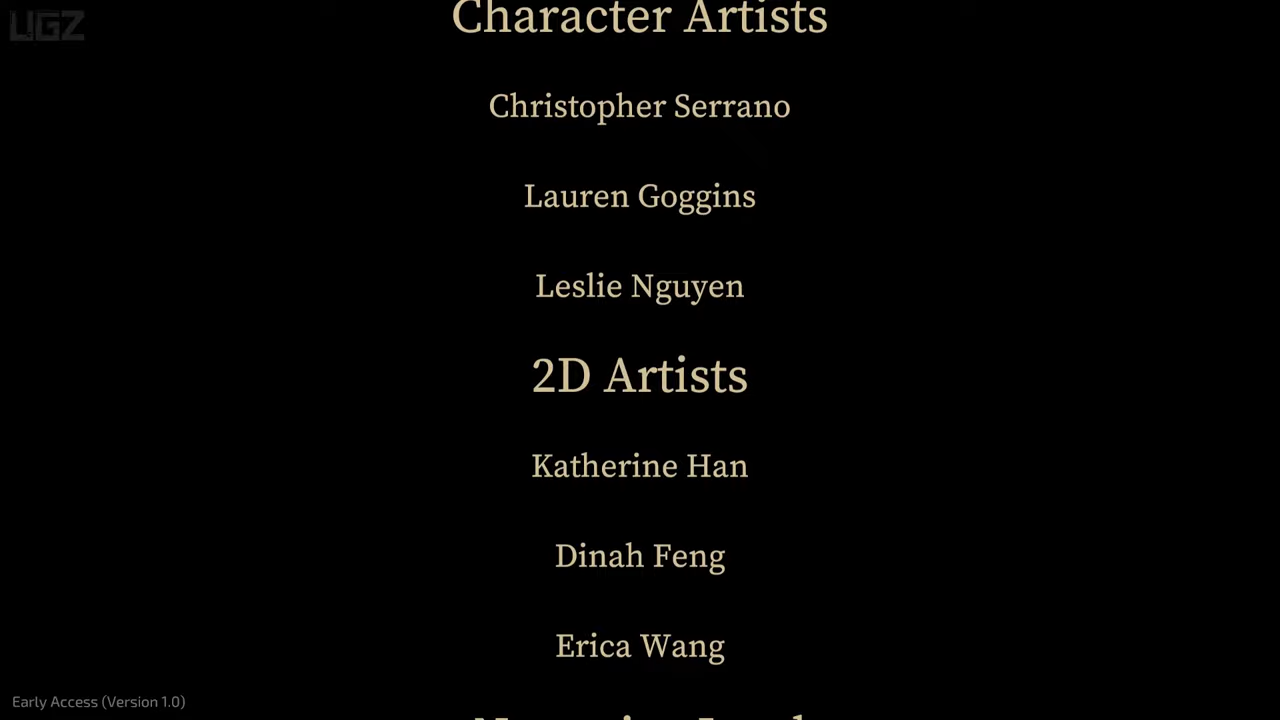 UGZ
Character Artists
Christopher Serrano
Lauren Goggins
Leslie Nguyen
2D Artists
Katherine Han
Dinah Feng
Erica Wang
Early Access (Version 1.0)